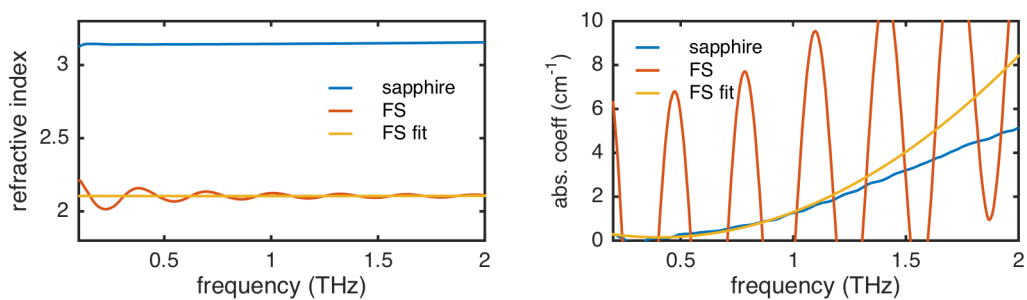 refractive index
3
2.5
2
sapphire
FS
FS fit
0.5
1
1.5
2
frequency (THz)
abs. coeff (cm-1)
10
8
6
4
2
0
sapphire
FS
FS fit
0.5
1
1.5
2
frequency (THz)